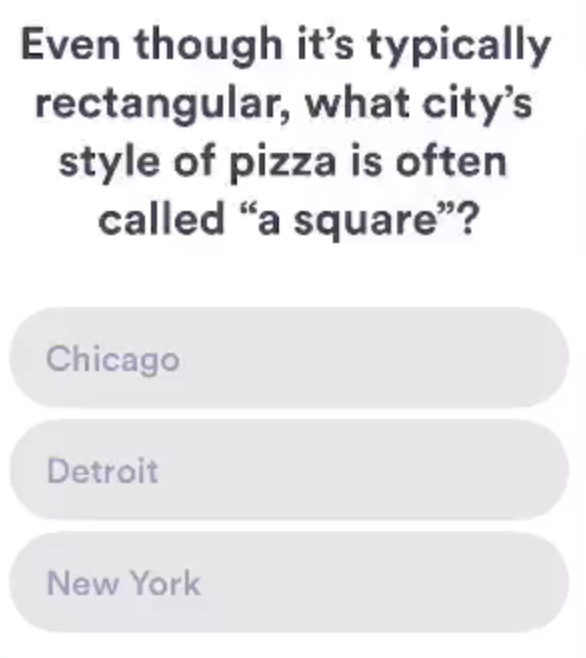 Even though it’s typically
rectangular, what city’s
style of pizza is often
called “a square”?
Chicago
Detroit
New York